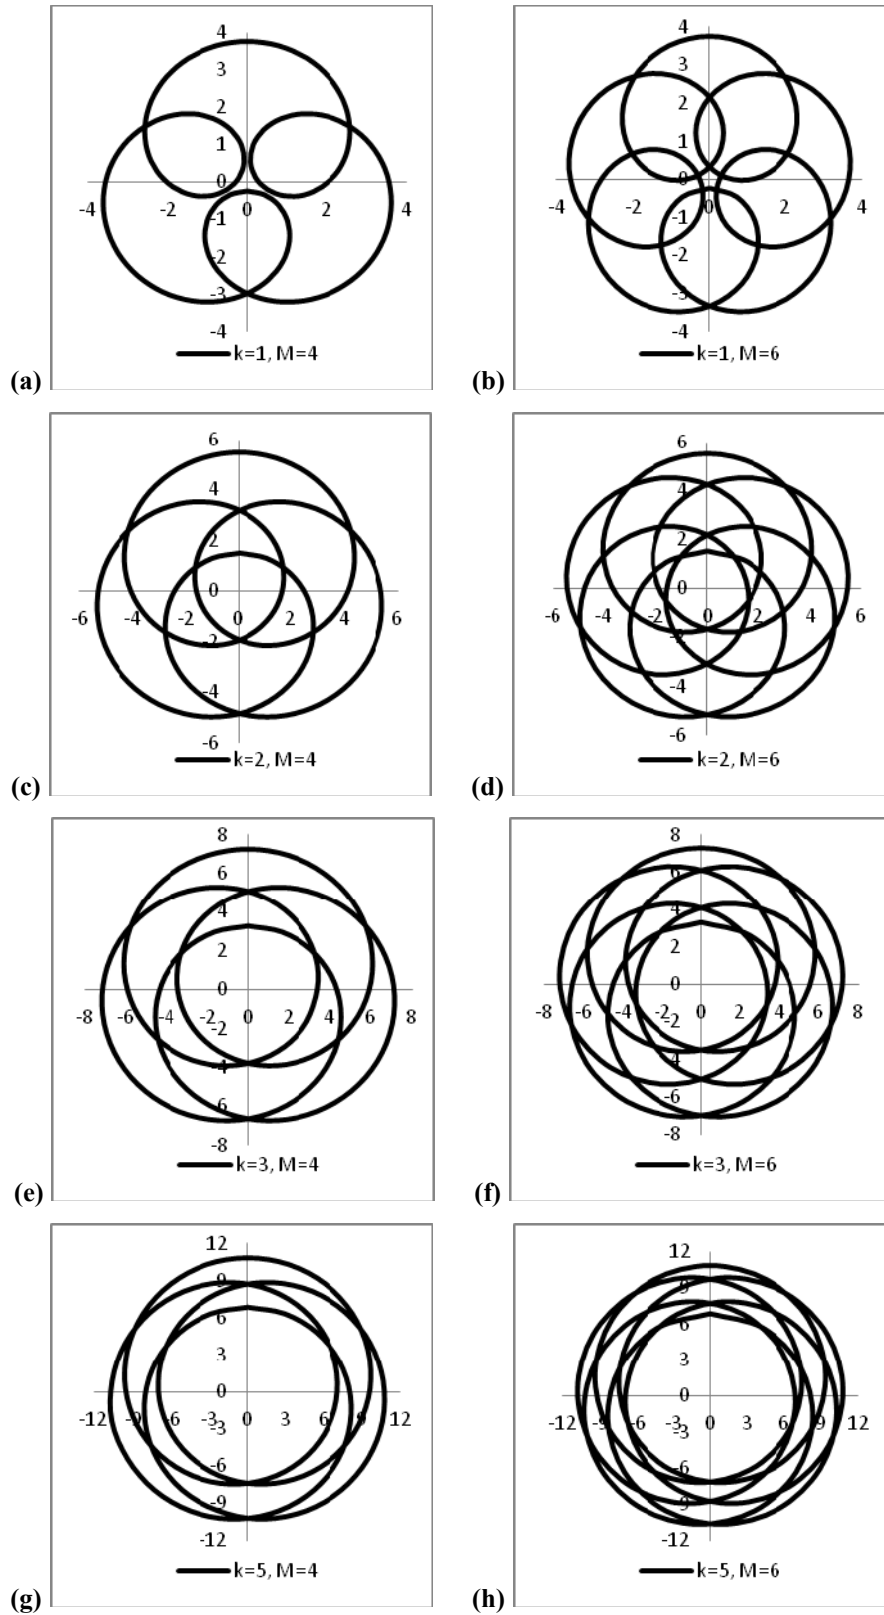 4
3
2
1
0
-4 -2 0 2 4
-1
-2
-3
-4
k=1, M=4
(a)
4
3
2
1
0
-4 -2 0 2 4
-1
-2
-3
-4
k=1, M=6
(b)
6
4
2
0
-6 -4 -2 0 2 4 6
-2
-4
-6
k=2, M=4
(c)
6
4
2
0
-6 -4 -2 0 2 4 6
-2
-4
-6
k=2, M=6
(d)
8
6
4
2
0
-8 -6 -4 -2 0 2 4 6 8
-2
-4
-6
-8
k=3, M=4
(e)
8
6
4
2
0
-8 -6 -4 -2 0 2 4 6 8
-2
-4
-6
-8
k=3, M=6
(f)
12
9
6
3
0
-12 -9 -6 -3 0 3 6 9 12
-3
-6
-9
-12
k=5, M=4
(g)
12
9
6
3
0
-12 -9 -6 -3 0 3 6 9 12
-3
-6
-9
-12
k=5, M=6
(h)